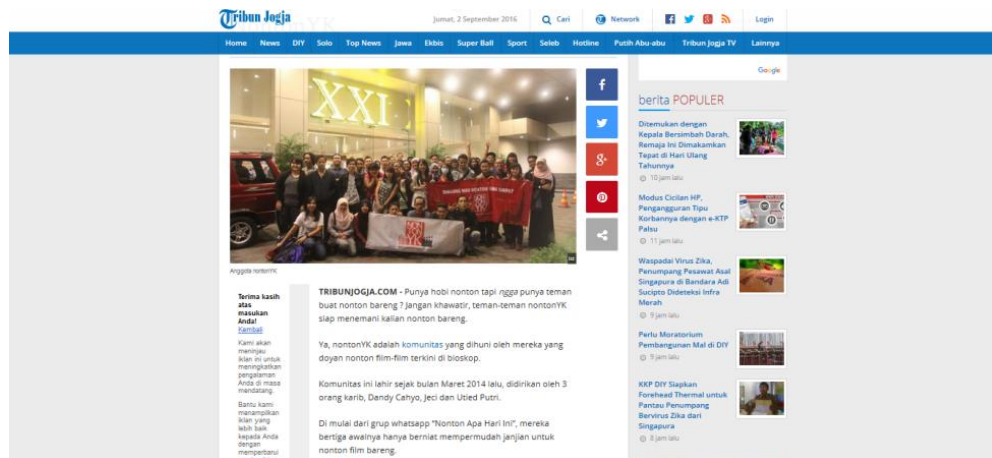 Tribun Jogja
Jumat, 2 September 2016
Cari
Network
Login
Home News DIY Solo Top News Jawa Ekbis Super Ball Sport Seleb Hotline Putih Abu-abu Tribun Jogja TV Lainnya
XXI
Anggota nontonYK
Terima kasih
atas
masukan
Anda!
Kembali
Kami akan
meninjau
iklan ini untuk
meningkatkan
pengalaman
Anda di masa
mendatang.
Bantu kami
menampilkan
iklan yang
lebih baik
kepada Anda
dengan
memperbarui
TRIBUNJOGJA.COM - Punya hobi nonton tapi ngga punya teman
buat nonton bareng ? Jangan khawatir, teman-teman nontonYK
siap menemani kalian nonton bareng.
Ya, nontonYK adalah komunitas yang dihuni oleh mereka yang
doyan nonton film-film terkini di bioskop.
Komunitas ini lahir sejak bulan Maret 2014 lalu, didirikan oleh 3
orang karib, Dandy Cahyo, Jeci dan Utied Putri.
Di mulai dari grup whatsapp "Nonton Apa Hari Ini", mereka
bertiga awalnya hanya berniat mempermudah janjian untuk
nonton film bareng.
Google
berita POPULER
Ditemukan dengan
Kepala Bersimbah Darah,
Remaja Ini Dimakamkan
Tepat di Hari Ulang
Tahunnya
10 jam lalu
Modus Cicilan HP,
Pengangguran Tipu
Korbannya dengan e-KTP
Palsu
11 jam lalu
Waspadai Virus Zika,
Penumpang Pesawat Asal
Singapura di Bandara Adi
Sucipto Dideteksi Infra
Merah
9 jam lalu
Perlu Moratorium
Pembangunan Mal di DIY
9 jam lalu
KKP DIY Siapkan
Forehead Thermal untuk
Pantau Penumpang
Bervirus Zika dari
Singapura
8 jam lalu